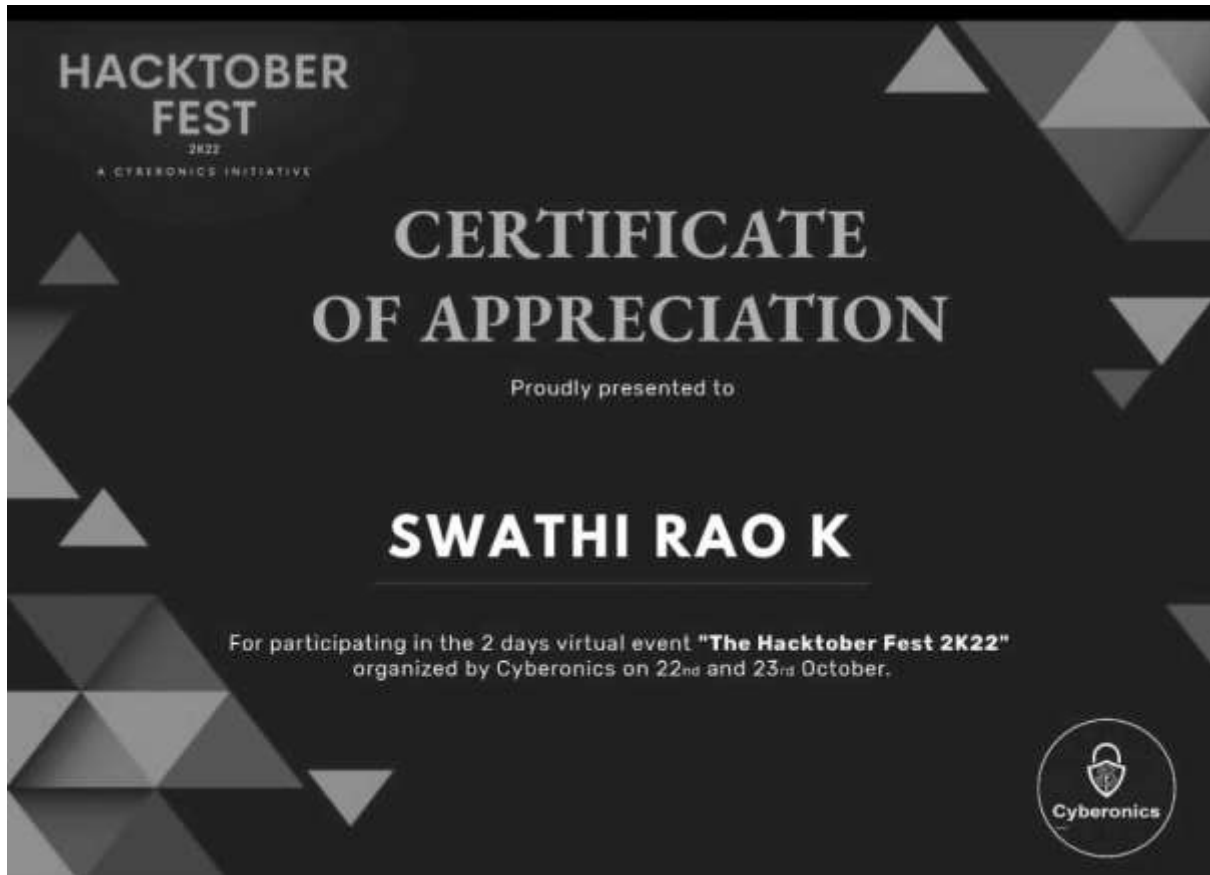 HACKTOBER
FEST
2K22
A CYBERONICS INITIATIVE
CERTIFICATE
OF APPRECIATION
Proudly presented to
SWATHI RAO K
For participating in the 2 days virtual event "The Hacktober Fest 2K22"
organized by Cyberonics on 22nd and 23rd October.
Cyberonics